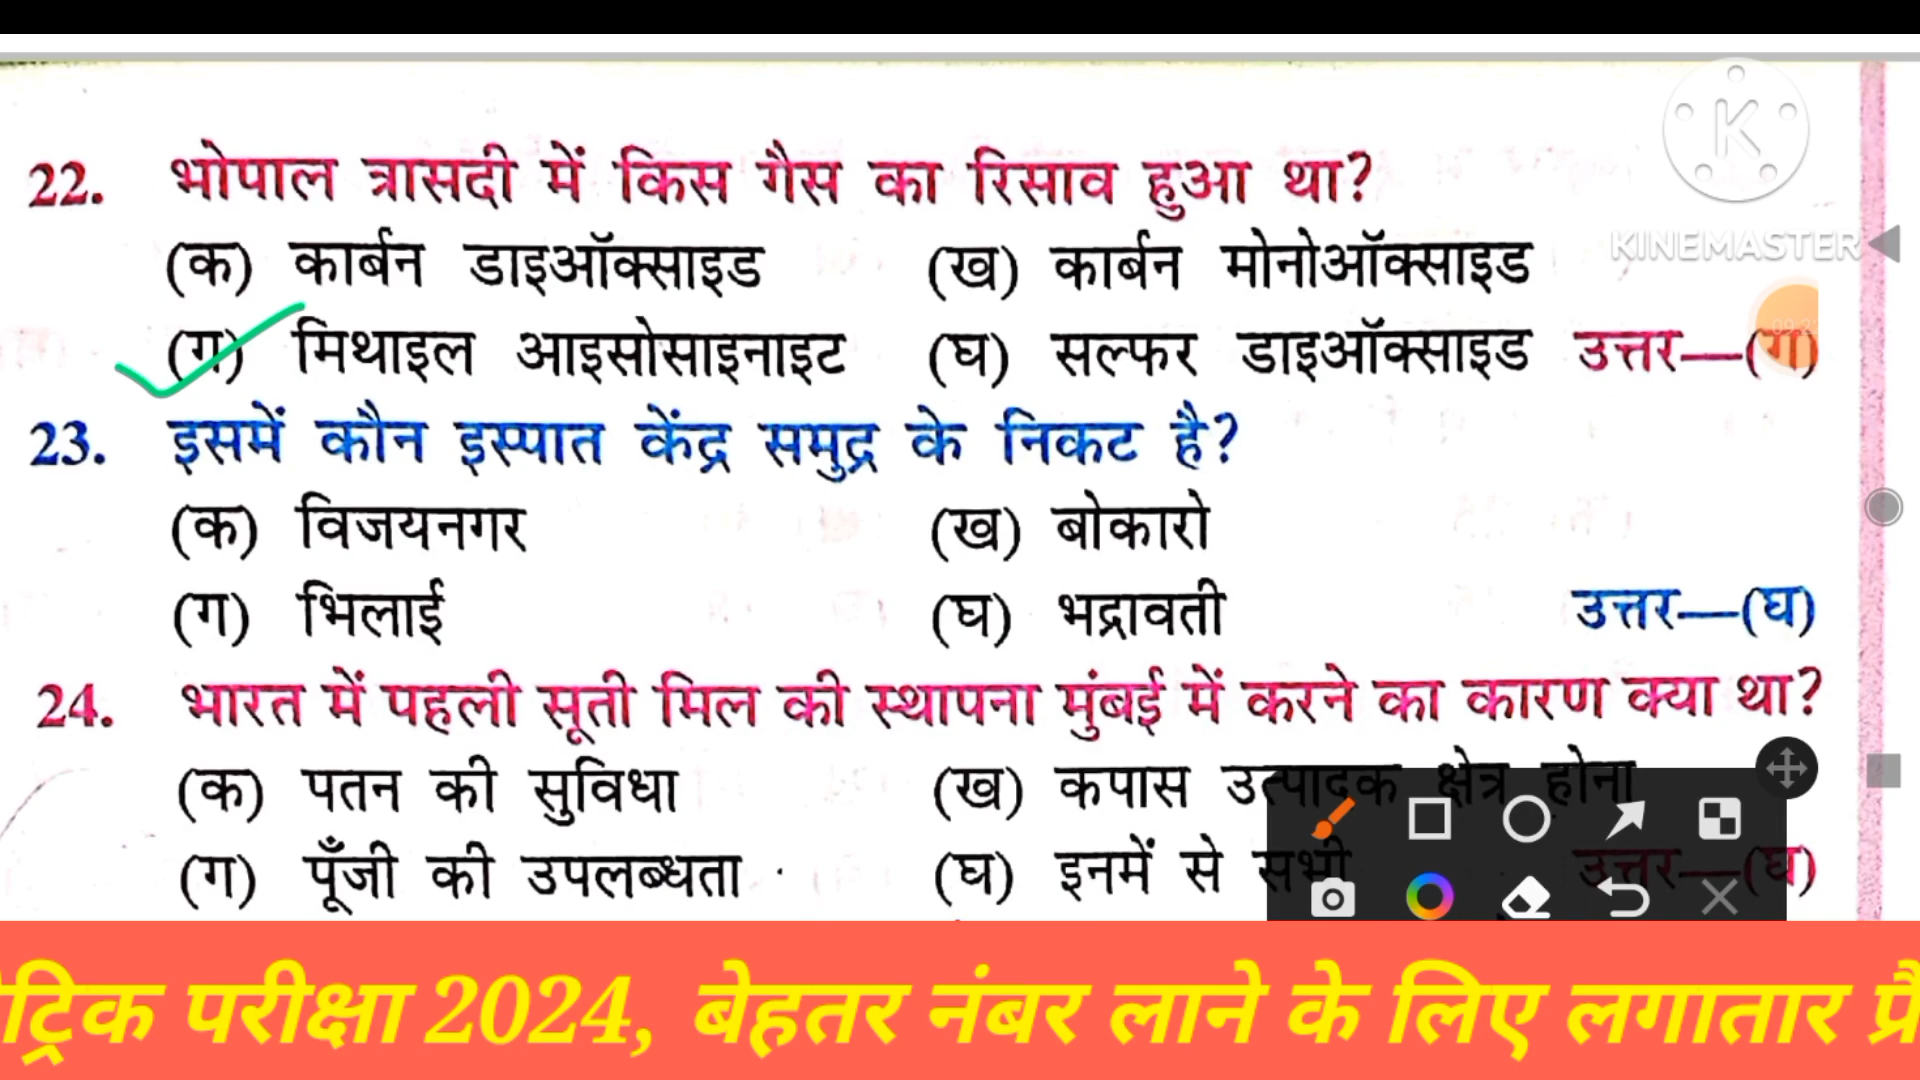 22. भोपाल त्रासदी में किस गैस का रिसाव हुआ था?
(क) कार्बन डाइऑक्साइड (ख) कार्बन मोनोऑक्साइड
KINEMASTER
(ग) मिथाइल आइसोसाइनाइट (घ) सल्फर डाइऑक्साइड उत्तर—(ग)
23. इसमें कौन इस्पात केंद्र समुद्र के निकट है?
(क) विजयनगर (ख) बोकारो
(ग) भिलाई (घ) भद्रावती उत्तर—(घ)
24. भारत में पहली सूती मिल की स्थापना मुंबई में करने का कारण क्या था?
(क) पतन की सुविधा (ख) कपास उत्पादक क्षेत्र होना
(ग) पूँजी की उपलब्धता (घ) इनमें से सभी उत्तर—(घ)
परीक्षा 2024, बेहतर नंबर लाने के लिए लगातार